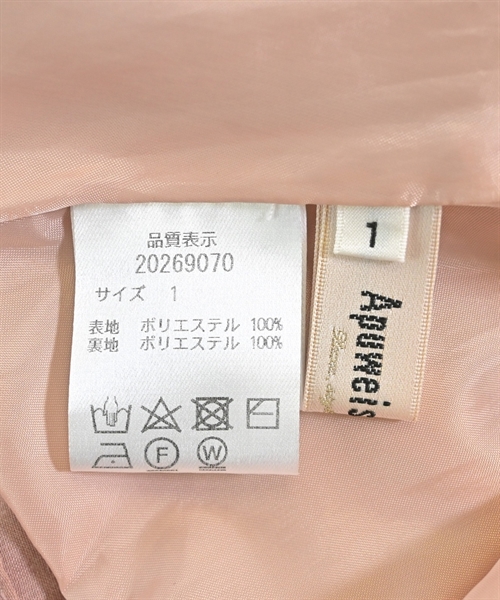 品質表示
20269070
サイズ 1
表地 ポリエステル 100%
裏地 ポリエステル 100%
F
W
1
Apuweis